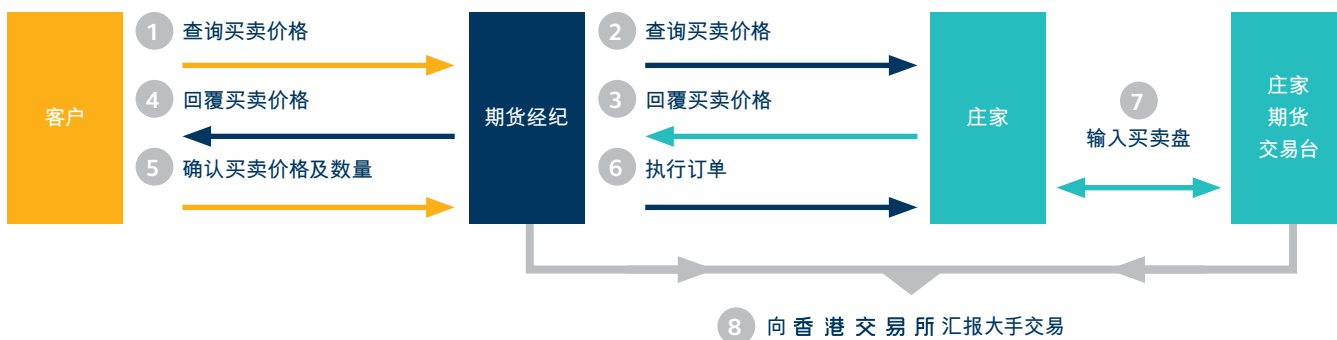 1 查询买卖价格
2 查询买卖价格
4 回覆买卖价格
3 回覆买卖价格
5 确认买卖价格及数量
6 执行订单
客户
期货经纪
庄家
7
输入买卖盘
庄家
期货
交易台
8 向香港交易所汇报大手交易